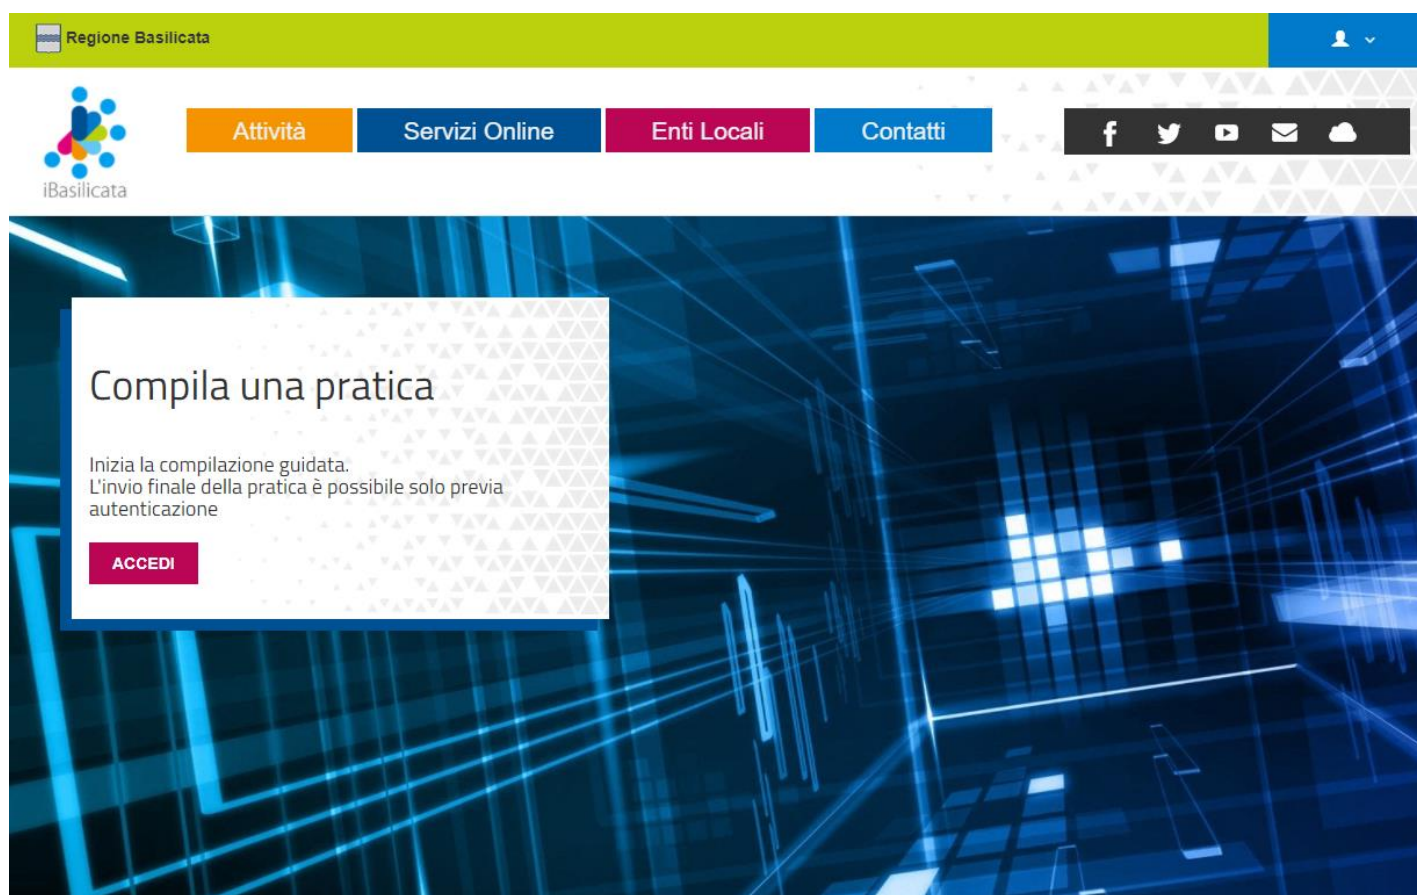 Regione Basilicata
Attività
Servizi Online
Enti Locali
Contatti
iBasilicata
Compila una pratica
Inizia la compilazione guidata.
L'invio finale della pratica è possibile solo previa
autenticazione
ACCEDI